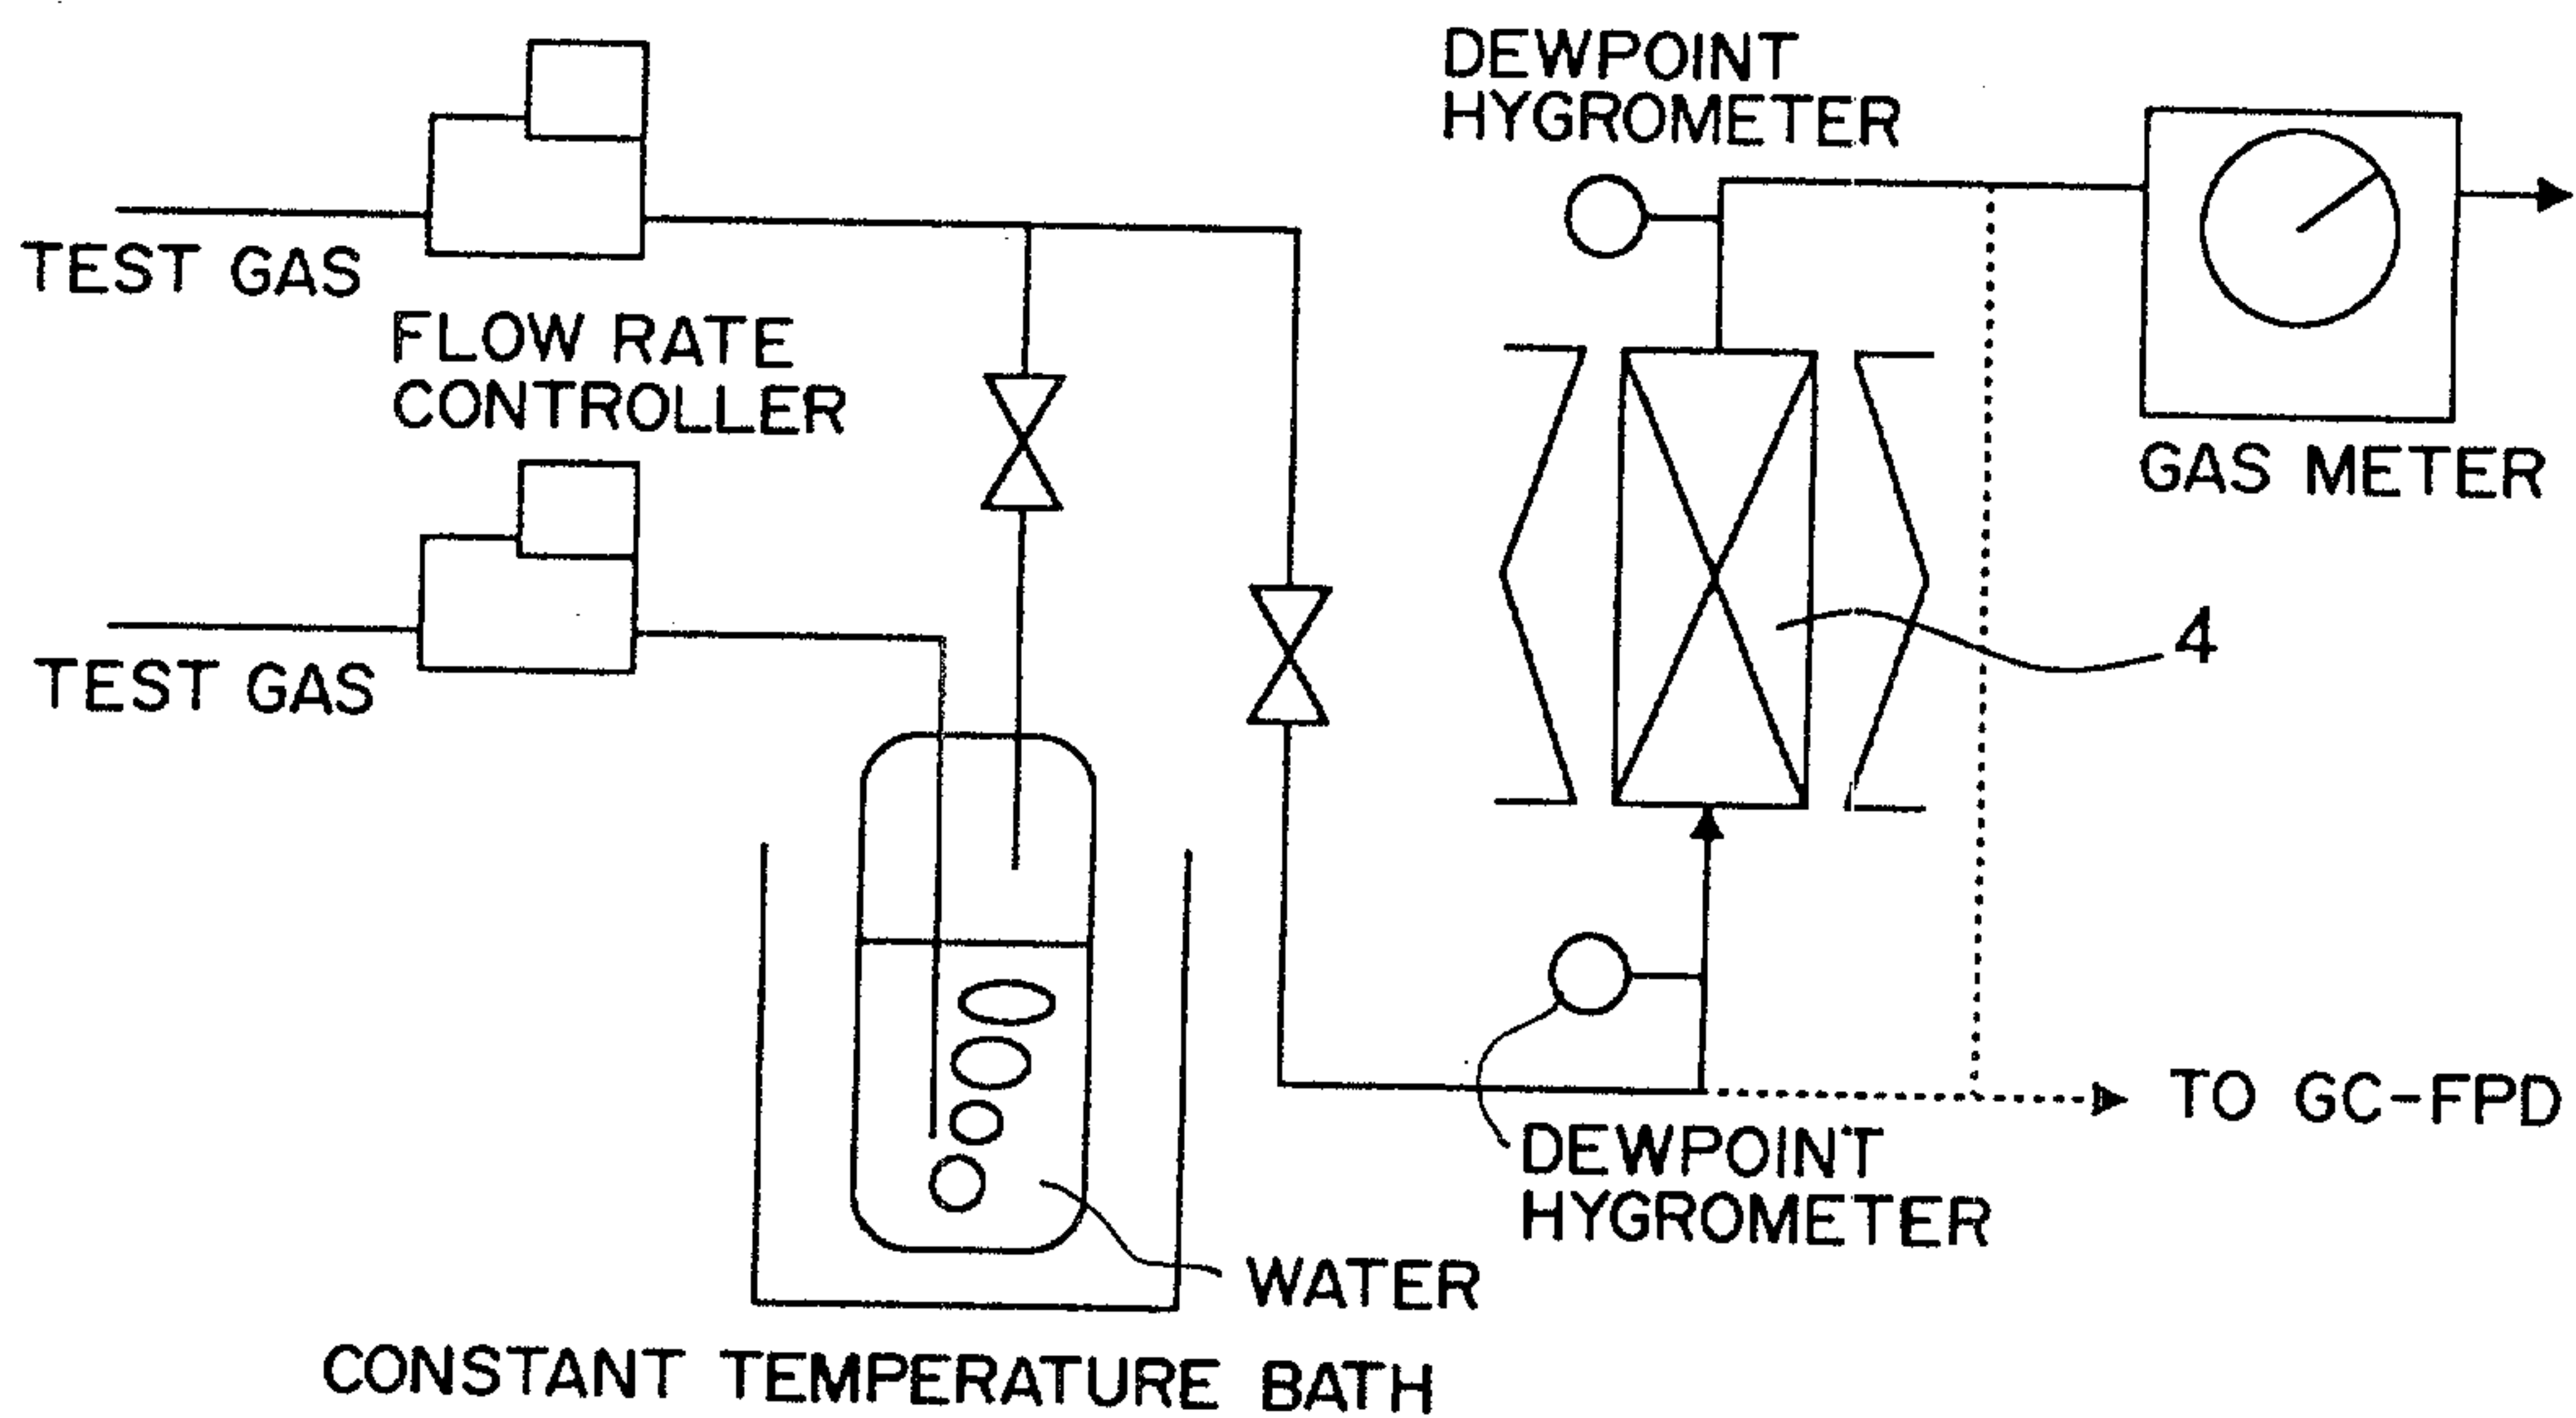 DEWPOINT
HYGROMETER
TEST GAS
FLOW RATE
CONTROLLER
GAS METER
TEST GAS
4
TO GC-FPD
DEWPOINT
HYGROMETER
WATER
CONSTANT TEMPERATURE BATH